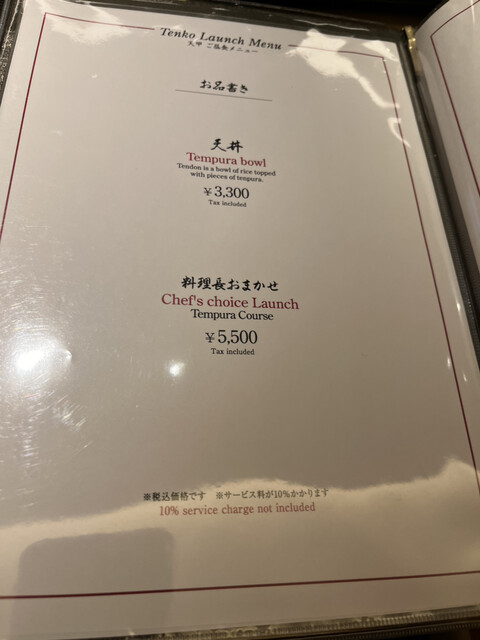 Tenko Launch Menu
天甲 ご昼食メニュー
お品書き
天丼
Tempura bowl
Tendon is a bowl of rice topped
with pieces of tenpura.
¥3,300
Tax included
料理長おまかせ
Chef's choice Launch
Tempura Course
¥5,500
Tax included
※税込価格です ※サービス料が10%かかります
10% service charge not included